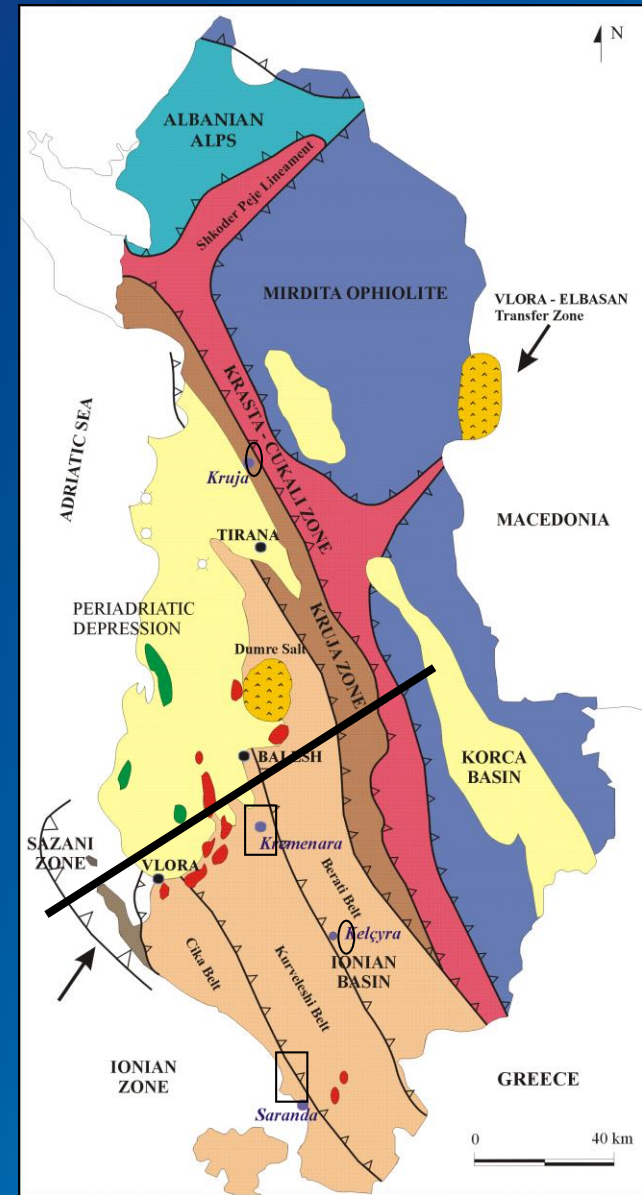 N
ALBANIAN
ALPS
Shkoder Peje Lineament
MIRDITA OPHIOLITE
VLORA - ELBASAN
Transfer Zone
ADRIATIC SEA
KRASTA - CUKALI ZONE
Kruja
TIRANA
MACEDONIA
PERIADRIATIC
DEPRESSION
KRUJA ZONE
Dumre Salt
BALLSH
KORCA
BASIN
SAZANI
ZONE
Kremenara
VLORA
Berati Belt
Kelçyra
IONIAN
BASIN
Cika Belt
Kurveleshi Belt
IONIAN
ZONE
GREECE
Saranda
0 40 km